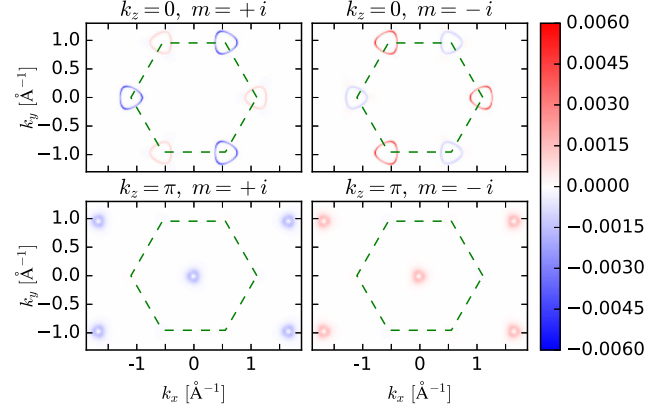 k_z = 0, m = +i
k_z = 0, m = −i
1.0
0.5
0.0
−0.5
−1.0
k_y [Å⁻¹]
k_z = π, m = +i
k_z = π, m = −i
1.0
0.5
0.0
−0.5
−1.0
k_y [Å⁻¹]
-1 0 1
-1 0 1
k_x [Å⁻¹]
k_x [Å⁻¹]
0.0060
0.0045
0.0030
0.0015
0.0000
−0.0015
−0.0030
−0.0045
−0.0060